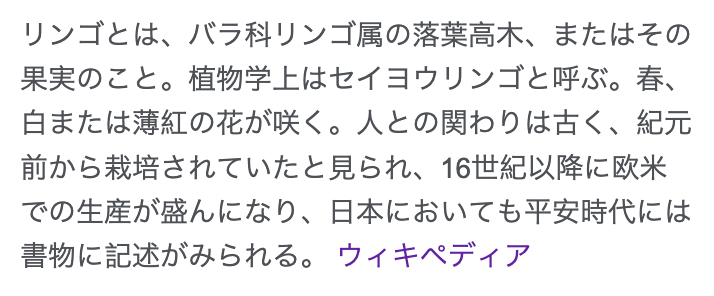 リンゴとは、バラ科リンゴ属の落葉高木、またはその
果実のこと。植物学上はセイヨウリンゴと呼ぶ。春、
白または薄紅の花が咲く。人との関わりは古く、紀元
前から栽培されていたと見られ、16世紀以降に欧米
での生産が盛んになり、日本においても平安時代には
書物に記述がみられる。 ウィキペディア